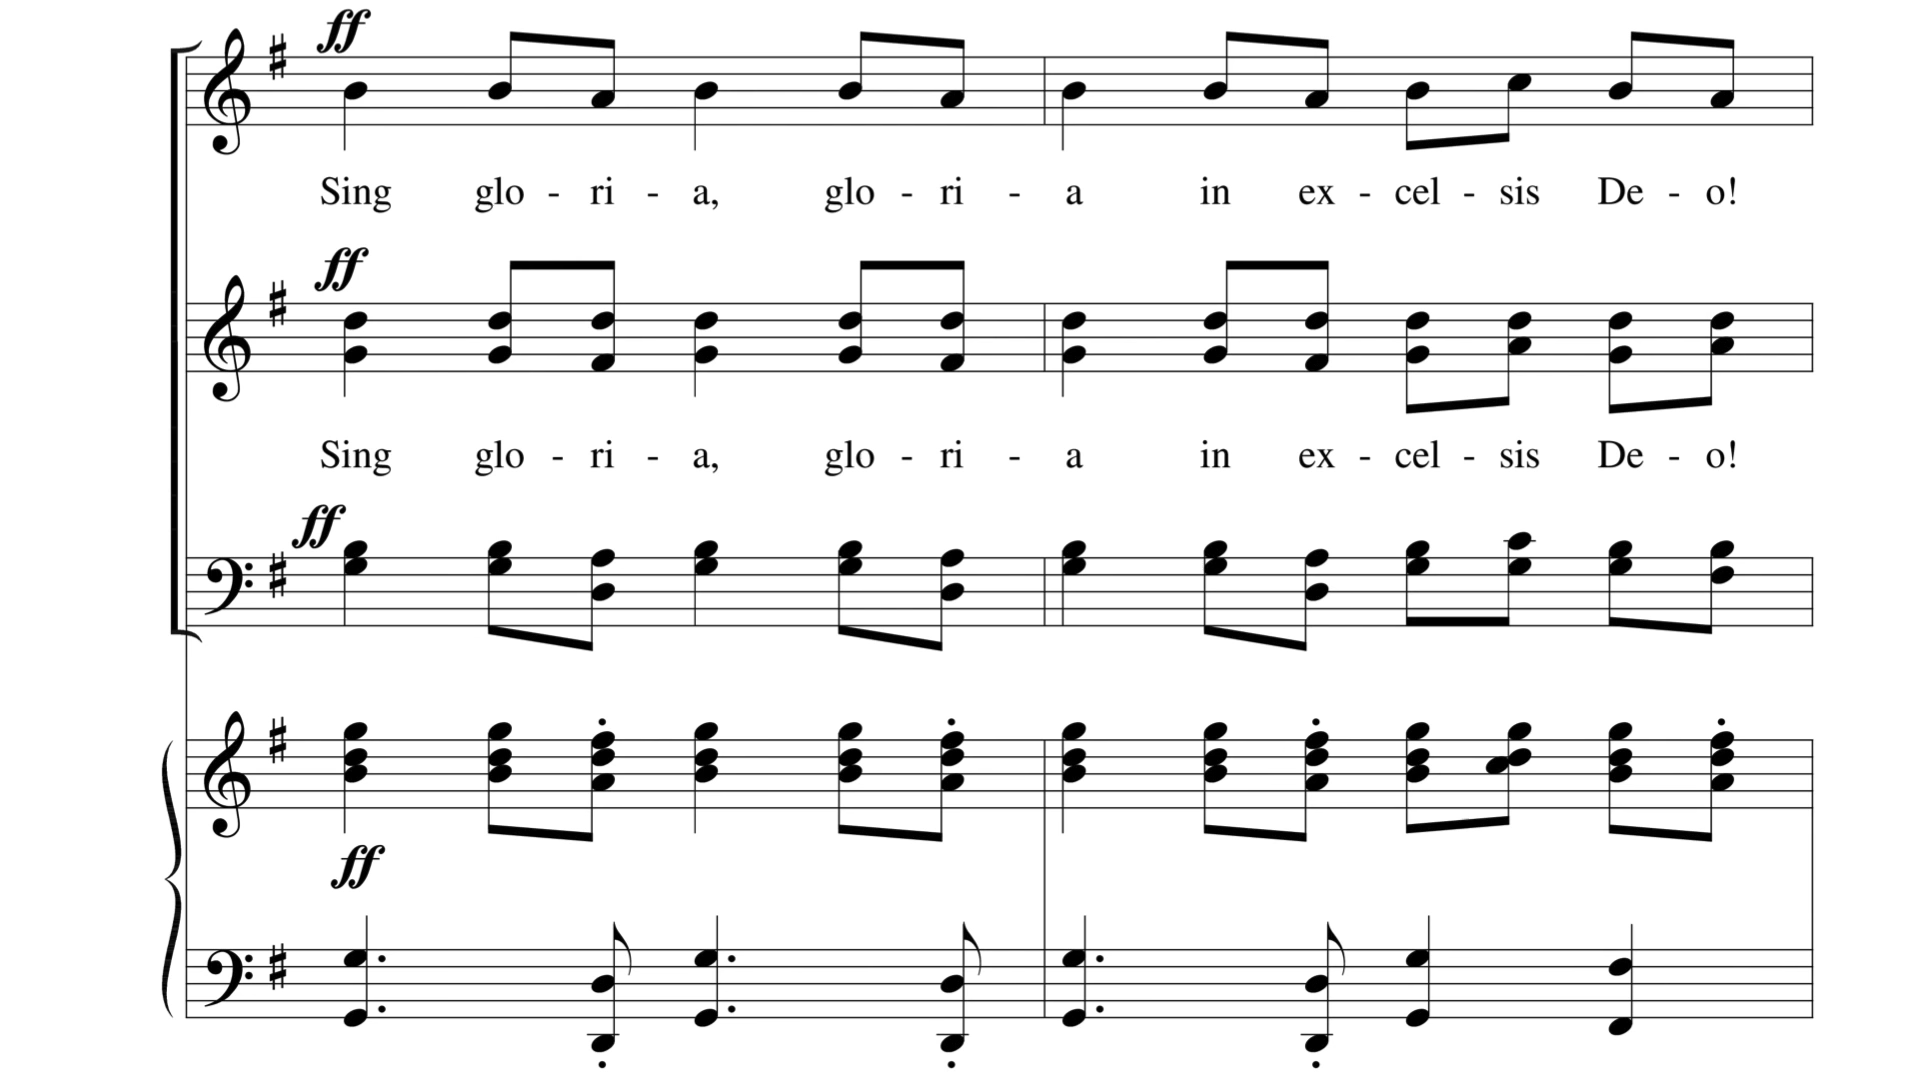 ff
Sing glo - ri - a, glo - ri - a in ex - cel - sis De - o!
ff
Sing glo - ri - a, glo - ri - a in ex - cel - sis De - o!
ff
ff